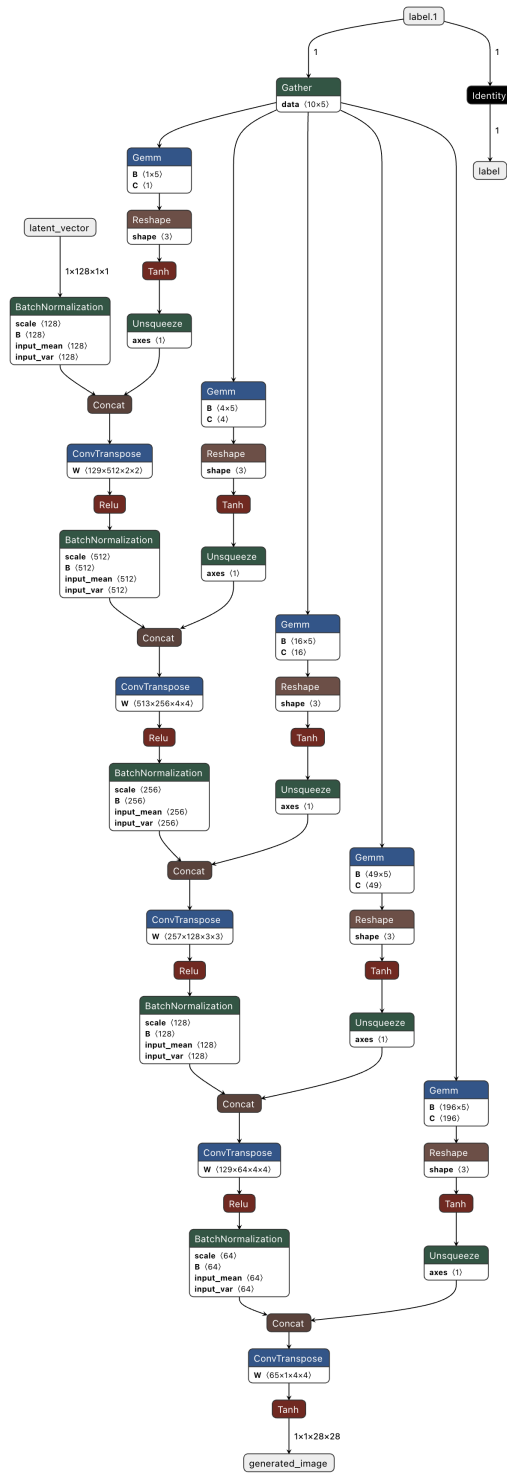 label.1
1
1
Gather
data ⟨10×5⟩
Identity
1
label
Gemm
B ⟨1×5⟩
C ⟨1⟩
Reshape
shape ⟨3⟩
Tanh
Unsqueeze
axes ⟨1⟩
latent_vector
1×128×1×1
BatchNormalization
scale ⟨128⟩
B ⟨128⟩
input_mean ⟨128⟩
input_var ⟨128⟩
Concat
ConvTranspose
W ⟨129×512×2×2⟩
Relu
BatchNormalization
scale ⟨512⟩
B ⟨512⟩
input_mean ⟨512⟩
input_var ⟨512⟩
Gemm
B ⟨4×5⟩
C ⟨4⟩
Reshape
shape ⟨3⟩
Tanh
Unsqueeze
axes ⟨1⟩
Concat
ConvTranspose
W ⟨513×256×4×4⟩
Relu
BatchNormalization
scale ⟨256⟩
B ⟨256⟩
input_mean ⟨256⟩
input_var ⟨256⟩
Gemm
B ⟨16×5⟩
C ⟨16⟩
Reshape
shape ⟨3⟩
Tanh
Unsqueeze
axes ⟨1⟩
Concat
ConvTranspose
W ⟨257×128×3×3⟩
Relu
BatchNormalization
scale ⟨128⟩
B ⟨128⟩
input_mean ⟨128⟩
input_var ⟨128⟩
Gemm
B ⟨49×5⟩
C ⟨49⟩
Reshape
shape ⟨3⟩
Tanh
Unsqueeze
axes ⟨1⟩
Concat
ConvTranspose
W ⟨129×64×4×4⟩
Relu
BatchNormalization
scale ⟨64⟩
B ⟨64⟩
input_mean ⟨64⟩
input_var ⟨64⟩
Gemm
B ⟨196×5⟩
C ⟨196⟩
Reshape
shape ⟨3⟩
Tanh
Unsqueeze
axes ⟨1⟩
Concat
ConvTranspose
W ⟨65×1×4×4⟩
Tanh
1×1×28×28
generated_image